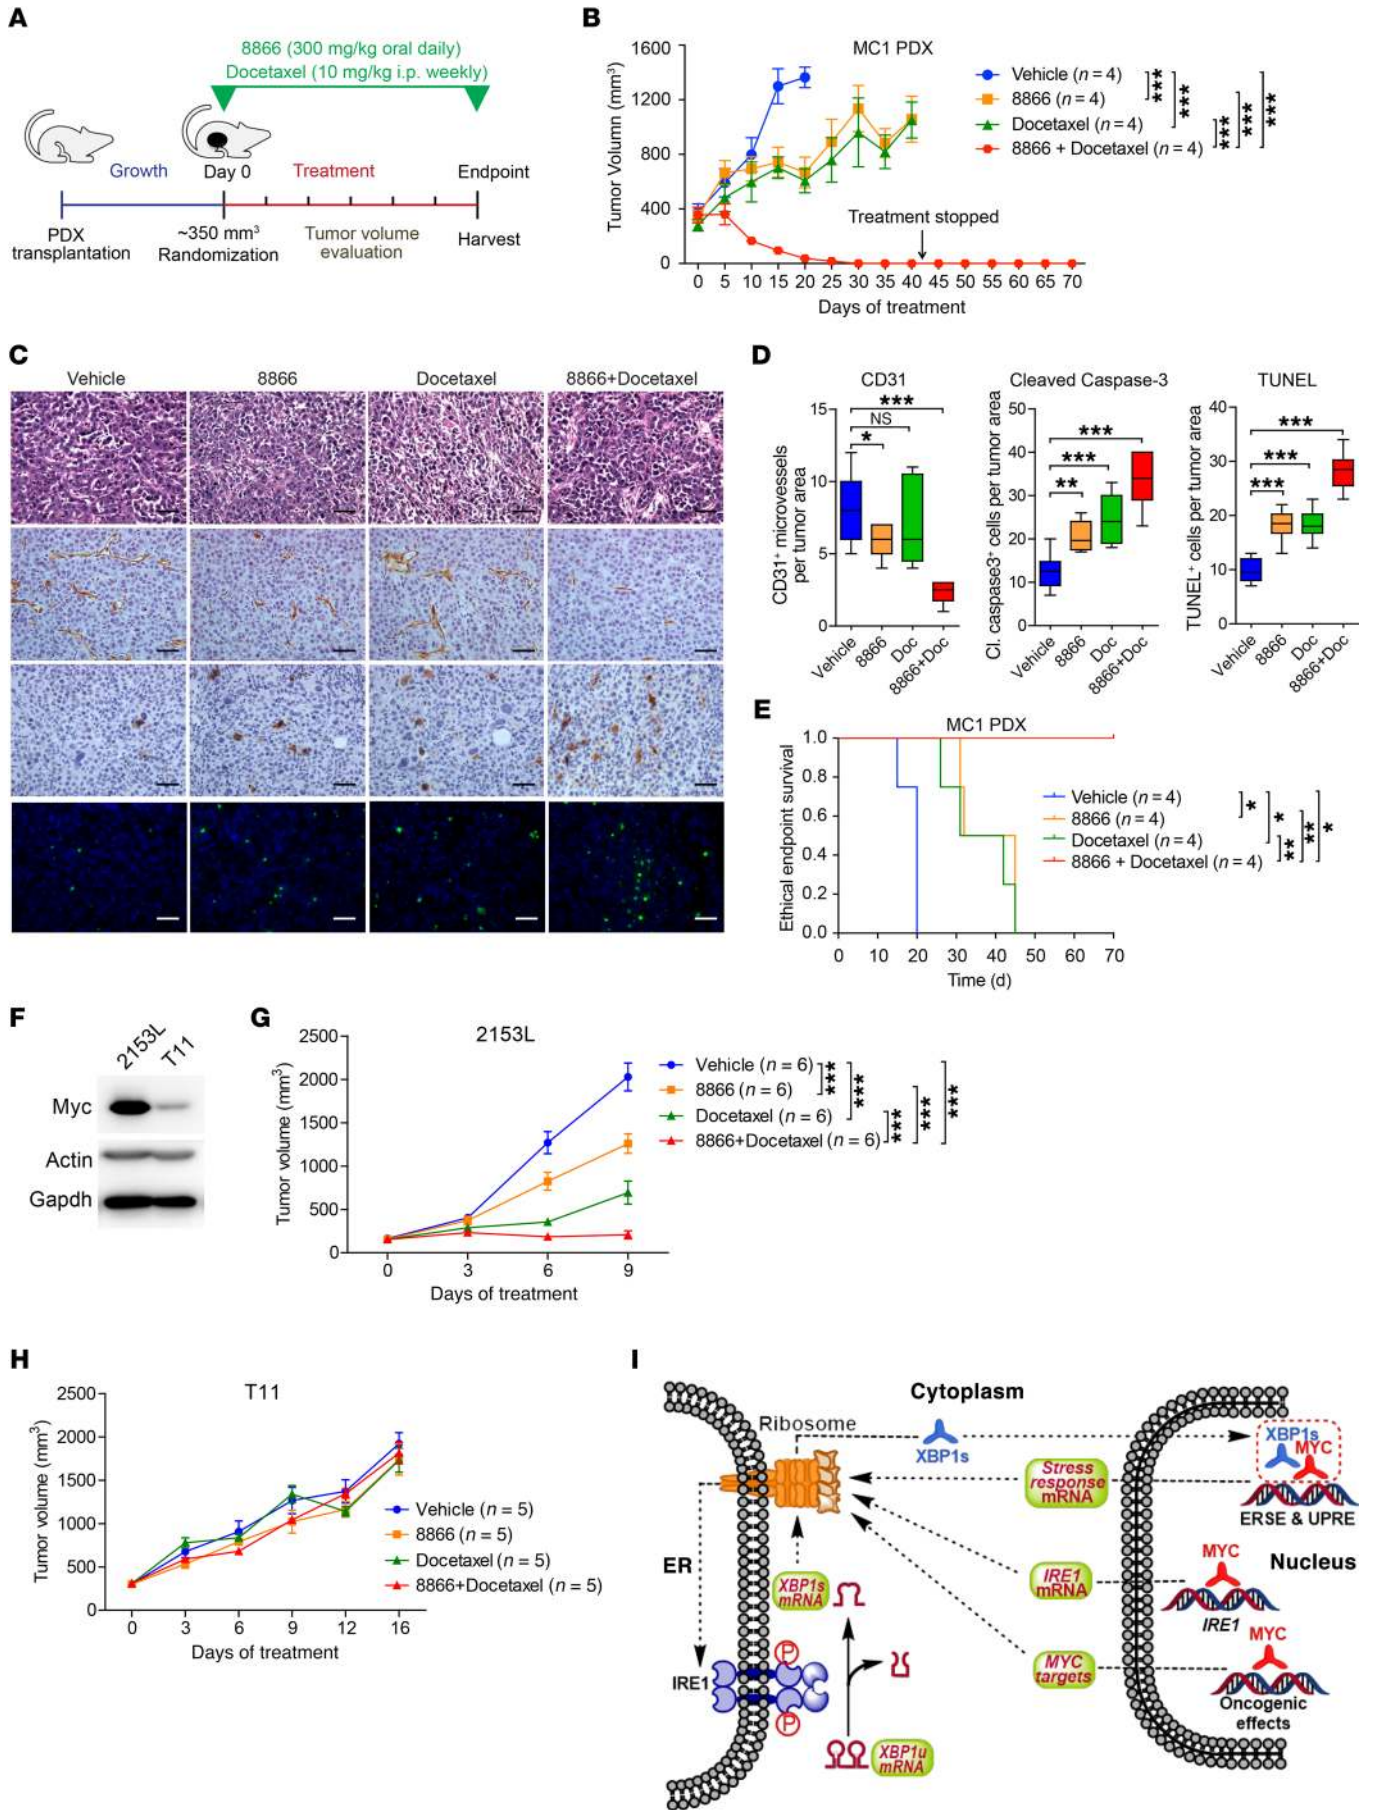 A
8866 (300 mg/kg oral daily)
Docetaxel (10 mg/kg i.p. weekly)
Growth
Day 0
Treatment
Endpoint
PDX
transplantation
~350 mm³
Randomization
Tumor volume
evaluation
Harvest
B
MC1 PDX
Tumor Volumn (mm³)
1600
1200
800
400
0
Treatment stopped
0 5 10 15 20 25 30 35 40 45 50 55 60 65 70
Days of treatment
Vehicle (n = 4)
8866 (n = 4)
Docetaxel (n = 4)
8866 + Docetaxel (n = 4)
*** *** *** *** ***
C
Vehicle 8866 Docetaxel 8866+Docetaxel
D
CD31
CD31⁺ microvessels
per tumor area
15
10
5
0
***
NS
*
Vehicle 8866 Doc 8866+Doc
Cleaved Caspase-3
Cl. caspase3⁺ cells per tumor area
50
40
30
20
10
0
***
***
**
Vehicle 8866 Doc 8866+Doc
TUNEL
TUNEL⁺ cells per tumor area
40
30
20
10
0
***
***
***
Vehicle 8866 Doc 8866+Doc
E
MC1 PDX
Ethical endpoint survival
1.0
0.8
0.6
0.4
0.2
0.0
0 10 20 30 40 50 60 70
Time (d)
Vehicle (n = 4)
8866 (n = 4)
Docetaxel (n = 4)
8866 + Docetaxel (n = 4)
* * ** ** *
F
2153L T11
Myc
Actin
Gapdh
G
2153L
Tumor volume (mm³)
2500
2000
1500
1000
500
0
0 3 6 9
Days of treatment
Vehicle (n = 6)
8866 (n = 6)
Docetaxel (n = 6)
8866+Docetaxel (n = 6)
*** *** *** *** ***
H
T11
Tumor volume (mm³)
2500
2000
1500
1000
500
0
0 3 6 9 12 16
Days of treatment
Vehicle (n = 5)
8866 (n = 5)
Docetaxel (n = 5)
8866+Docetaxel (n = 5)
I
Cytoplasm
Ribosome
XBP1s
XBP1s
MYC
Stress
response
mRNA
ERSE & UPRE
ER
XBP1s
mRNA
IRE1
mRNA
MYC
Nucleus
IRE1
P
IRE1
P
MYC
targets
MYC
Oncogenic
effects
XBP1u
mRNA